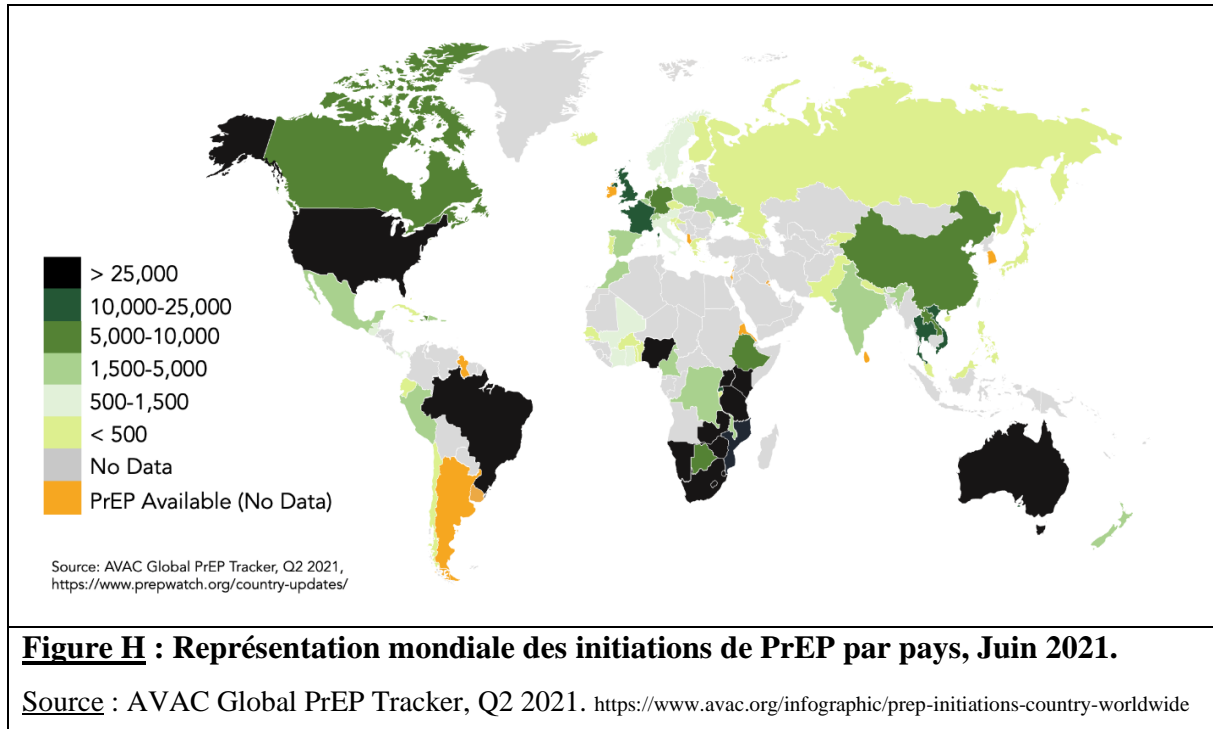 > 25,000
10,000-25,000
5,000-10,000
1,500-5,000
500-1,500
< 500
No Data
PrEP Available (No Data)
Source: AVAC Global PrEP Tracker, Q2 2021,
https://www.prepwatch.org/country-updates/
Figure H : Représentation mondiale des initiations de PrEP par pays, Juin 2021.
Source : AVAC Global PrEP Tracker, Q2 2021. https://www.avac.org/infographic/prep-initiations-country-worldwide